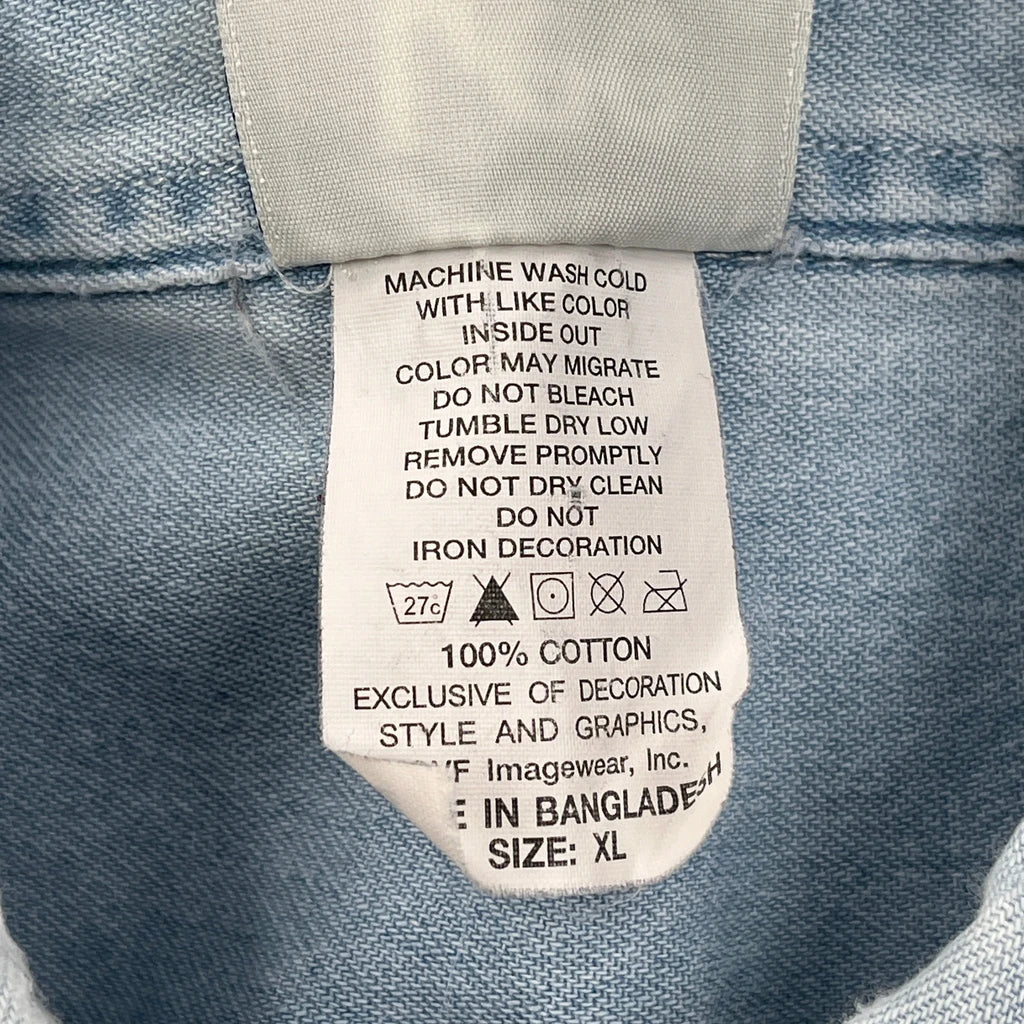 MACHINE WASH COLD
WITH LIKE COLOR
INSIDE OUT
COLOR MAY MIGRATE
DO NOT BLEACH
TUMBLE DRY LOW
REMOVE PROMPTLY
DO NOT DRY CLEAN
DO NOT
IRON DECORATION
27c
100% COTTON
EXCLUSIVE OF DECORATION
STYLE AND GRAPHICS,
VF Imagewear, Inc.
E IN BANGLADESH
SIZE: XL